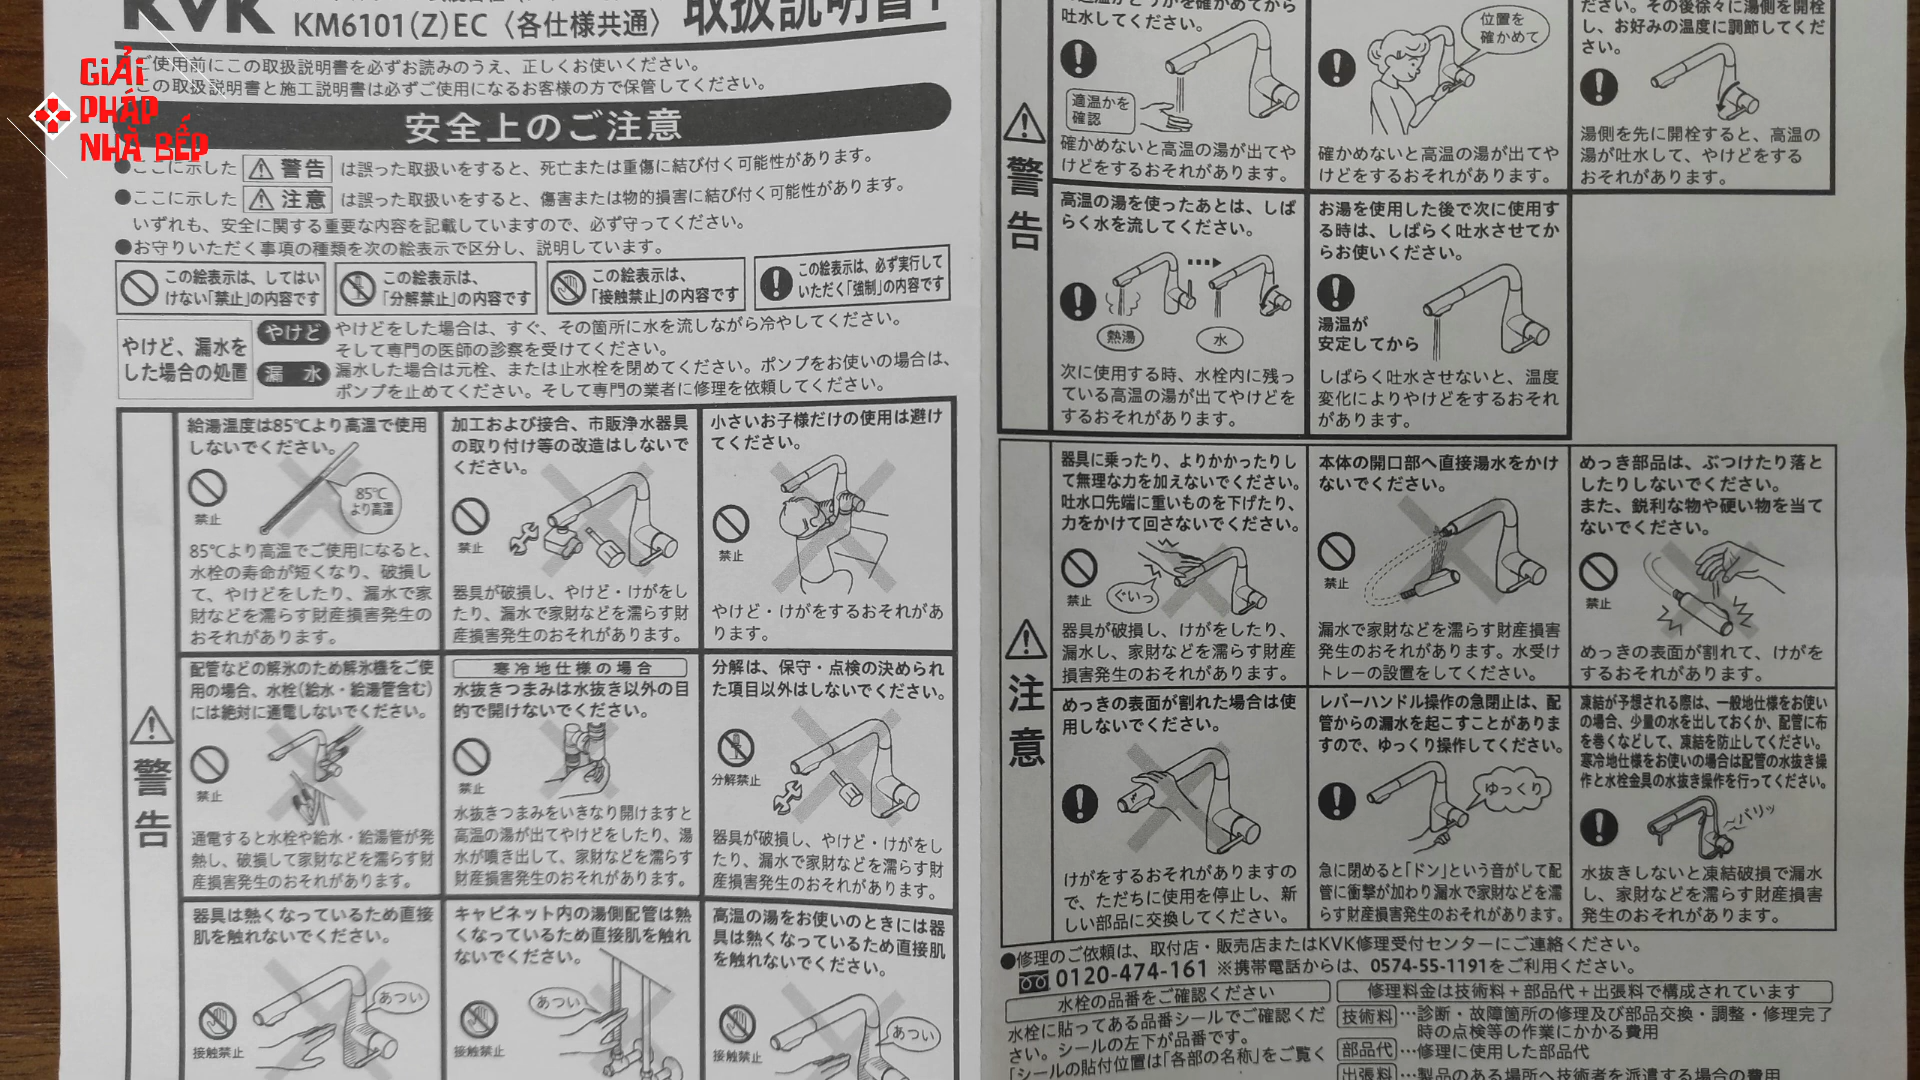 KVK
KM6101(Z)EC〈各仕様共通〉
取扱説明書
GIẢI
PHÁP
NHÀ BẾP
ご使用前にこの取扱説明書を必ずお読みのうえ、正しくお使いください。
この取扱説明書と施工説明書は必ずご使用になるお客様の方で保管してください。
安全上のご注意
●ここに示した 警告 は誤った取扱いをすると、死亡または重傷に結び付く可能性があります。
●ここに示した 注意 は誤った取扱いをすると、傷害または物的損害に結び付く可能性があります。
いずれも、安全に関する重要な内容を記載していますので、必ず守ってください。
●お守りいただく事項の種類を次の絵表示で区分し、説明しています。
この絵表示は、してはい
けない「禁止」の内容です
この絵表示は、
「分解禁止」の内容です
この絵表示は、
「接触禁止」の内容です
この絵表示は、必ず実行して
いただく「強制」の内容です
やけど、漏水を
した場合の処置
やけど やけどをした場合は、すぐ、その箇所に水を流しながら冷やしてください。
そして専門の医師の診察を受けてください。
漏水 漏水した場合は元栓、または止水栓を閉めてください。ポンプをお使いの場合は、
ポンプを止めてください。そして専門の業者に修理を依頼してください。
警告
給湯温度は85℃より高温で使用
しないでください。
禁止
85℃
より高温
85℃より高温でご使用になると、
水栓の寿命が短くなり、破損し
て、やけどをしたり、漏水で家
財などを濡らす財産損害発生の
おそれがあります。
加工および接合、市販浄水器具
の取り付け等の改造はしないで
ください。
禁止
器具が破損し、やけど・けがをし
たり、漏水で家財などを濡らす財
産損害発生のおそれがあります。
小さいお子様だけの使用は避け
てください。
禁止
やけど・けがをするおそれがあ
ります。
配管などの解氷のため解氷機をご使
用の場合、水栓(給水・給湯管含む)
には絶対に通電しないでください。
禁止
通電すると水栓や給水・給湯管が発
熱し、破損して家財などを濡らす財
産損害発生のおそれがあります。
寒冷地仕様の場合
水抜きつまみは水抜き以外の目
的で開けないでください。
禁止
水抜きつまみをいきなり開けますと
高温の湯が出てやけどをしたり、湯
水が噴き出して、家財などを濡らす
財産損害発生のおそれがあります。
分解は、保守・点検の決められ
た項目以外はしないでください。
分解禁止
器具が破損し、やけど・けがをし
たり、漏水で家財などを濡らす財
産損害発生のおそれがあります。
器具は熱くなっているため直接
肌を触れないでください。
あつい
接触禁止
キャビネット内の湯側配管は熱
くなっているため直接肌を触れ
ないでください。
あつい
接触禁止
高温の湯をお使いのときには器
具は熱くなっているため直接肌
を触れないでください。
あつい
接触禁止
警告
吐水してください。
適温かを
確認
確かめないと高温の湯が出てや
けどをするおそれがあります。
位置を
確かめて
確かめないと高温の湯が出てや
けどをするおそれがあります。
ださい。その後徐々に湯側を開栓
し、お好みの温度に調節してくだ
さい。
湯側を先に開栓すると、高温の
湯が吐水して、やけどをする
おそれがあります。
高温の湯を使ったあとは、しば
らく水を流してください。
熱湯
水
次に使用する時、水栓内に残っ
ている高温の湯が出てやけどを
するおそれがあります。
お湯を使用した後で次に使用す
る時は、しばらく吐水させてか
らお使いください。
湯温が
安定してから
しばらく吐水させないと、温度
変化によりやけどをするおそれ
があります。
注意
器具に乗ったり、よりかかったりし
て無理な力を加えないでください。
吐水口先端に重いものを下げたり、
力をかけて回さないでください。
禁止
ぐいっ
器具が破損し、けがをしたり、
漏水し、家財などを濡らす財産
損害発生のおそれがあります。
本体の開口部へ直接湯水をかけ
ないでください。
禁止
漏水で家財などを濡らす財産損害
発生のおそれがあります。水受け
トレーの設置をしてください。
めっき部品は、ぶつけたり落と
したりしないでください。
また、鋭利な物や硬い物を当て
ないでください。
禁止
めっきの表面が割れて、けがを
するおそれがあります。
めっきの表面が割れた場合は使
用しないでください。
けがをするおそれがありますの
で、ただちに使用を停止し、新
しい部品に交換してください。
レバーハンドル操作の急閉止は、配
管からの漏水を起こすことがありま
すので、ゆっくり操作してください。
ゆっくり
急に閉めると「ドン」という音がして配
管に衝撃が加わり漏水で家財などを濡
らす財産損害発生のおそれがあります。
凍結が予想される際は、一般地仕様をお使い
の場合、少量の水を出しておくか、配管に布
を巻くなどして、凍結を防止してください。
寒冷地仕様をお使いの場合は配管の水抜き操
作と水栓金具の水抜き操作を行ってください。
バリッ
水抜きしないと凍結破損で漏水
し、家財などを濡らす財産損害
発生のおそれがあります。
●修理のご依頼は、取付店・販売店またはKVK修理受付センターにご連絡ください。
0120-474-161 ※携帯電話からは、0574-55-1191をご利用ください。
水栓の品番をご確認ください
水栓に貼ってある品番シールでご確認くだ
さい。シールの左下が品番です。
「シールの貼付位置は「各部の名称」をご覧く
修理料金は技術料+部品代+出張料で構成されています
技術料…診断・故障箇所の修理及び部品交換・調整・修理完了
時の点検等の作業にかかる費用
部品代…修理に使用した部品代
出張料…製品のある場所へ技術者を派遣する場合の費用